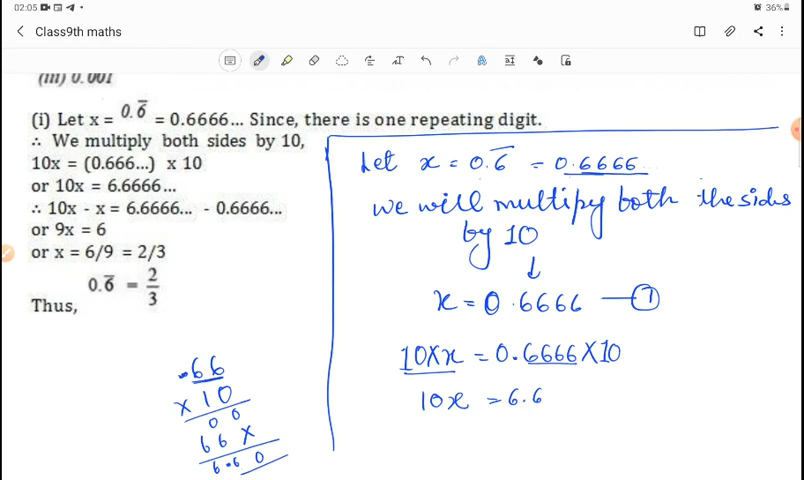 02:05
36%
Class9th maths
(iii) 0.001
(i) Let x = 0.6̅ = 0.6666... Since, there is one repeating digit.
∴ We multiply both sides by 10,
10x = (0.666...) x 10
or 10x = 6.6666...
∴ 10x - x = 6.6666... - 0.6666...
or 9x = 6
or x = 6/9 = 2/3
0.6̅ = 2/3
Thus,
.66
× 10
00
66×
6.60
Let x = 0.6̅ = 0.6666
we will multipy both the sides
by 10
↓
x = 0.6666 — ①
10×x = 0.6666×10
10x = 6.6